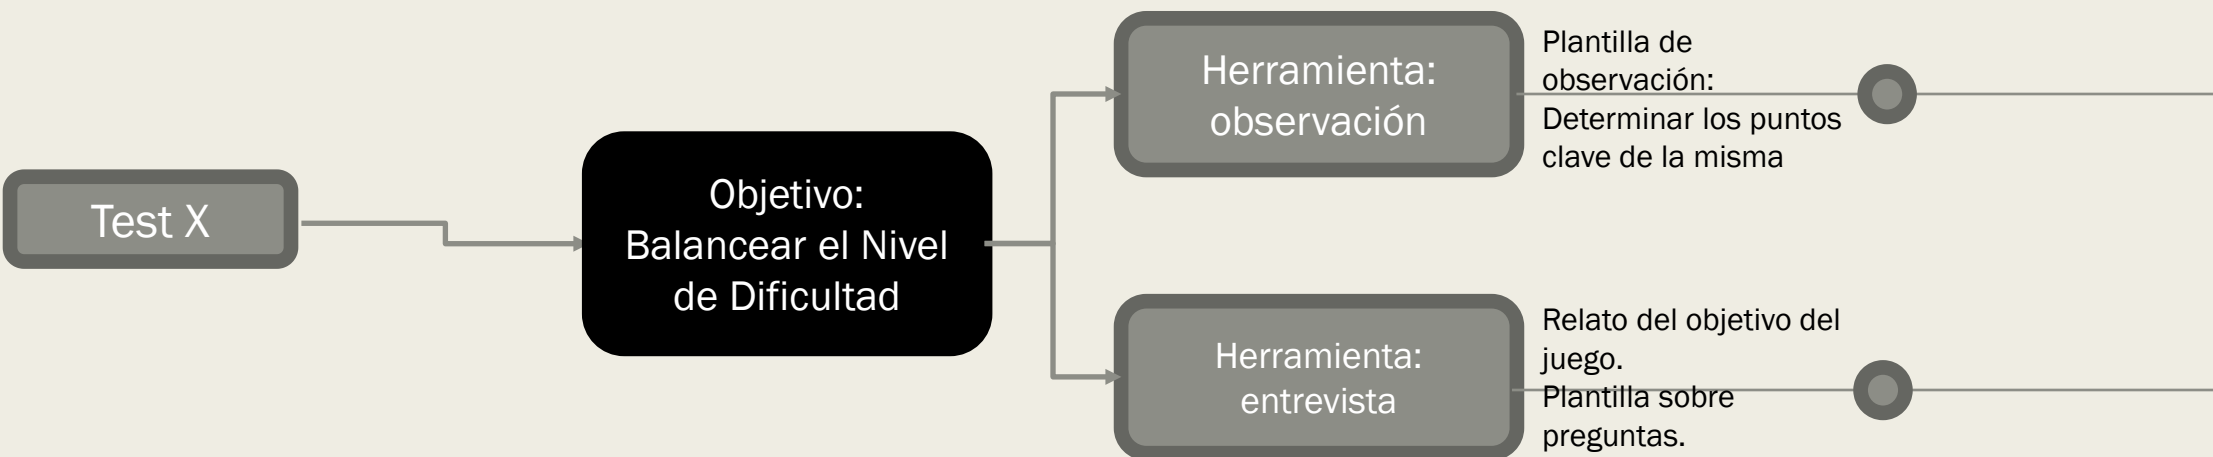 Test X
Objetivo:
Balancear el Nivel
de Dificultad
Herramienta:
observación
Plantilla de
observación:
Determinar los puntos
clave de la misma
Herramienta:
entrevista
Relato del objetivo del
juego.
Plantilla sobre
preguntas.